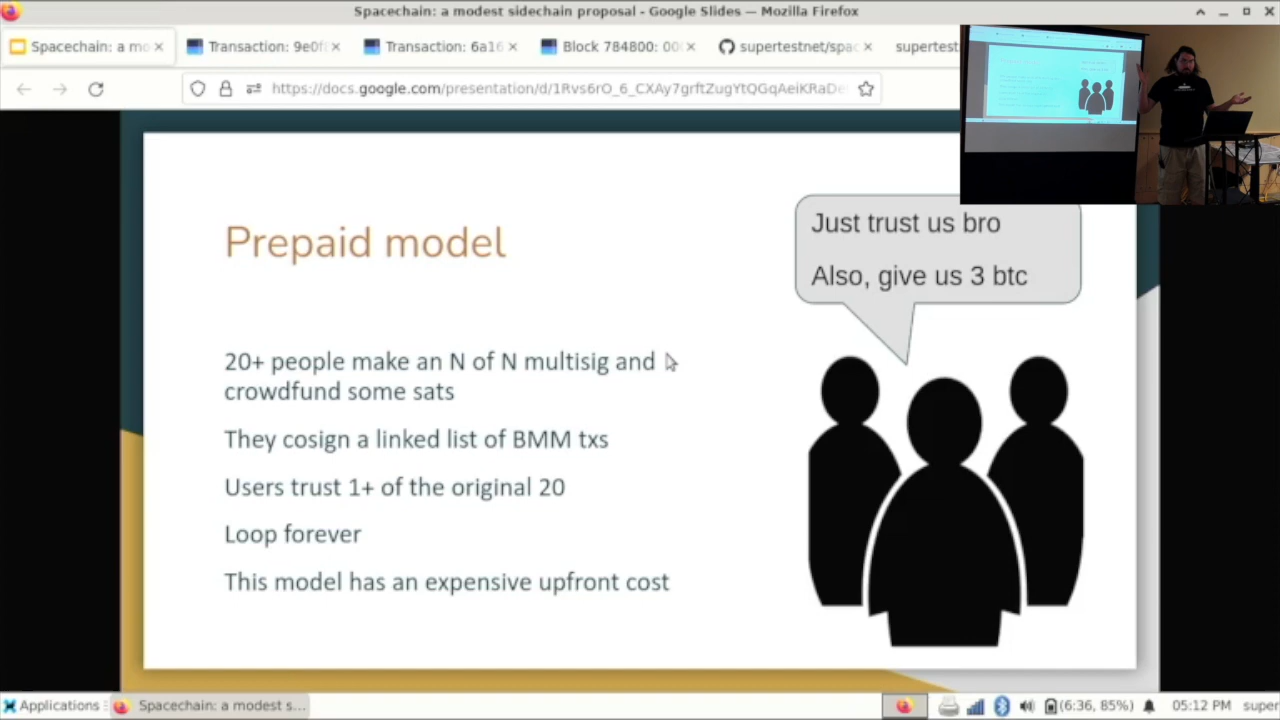 Spacechain: a modest sidechain proposal - Google Slides — Mozilla Firefox
Spacechain: a mo
Transaction: 9e0f
Transaction: 6a16
Block 784800: 00
supertestnet/spac
supertest
https://docs.google.com/presentation/d/1Rvs6rO_6_CXAy7grftZugYtQGqAeiKRaDe
Just trust us bro
Also, give us 3 btc
Prepaid model
20+ people make an N of N multisig and
crowdfund some sats
They cosign a linked list of BMM txs
Users trust 1+ of the original 20
Loop forever
This model has an expensive upfront cost
Applications
Spacechain: a modest s...
(6:36, 85%)
05:12 PM
super